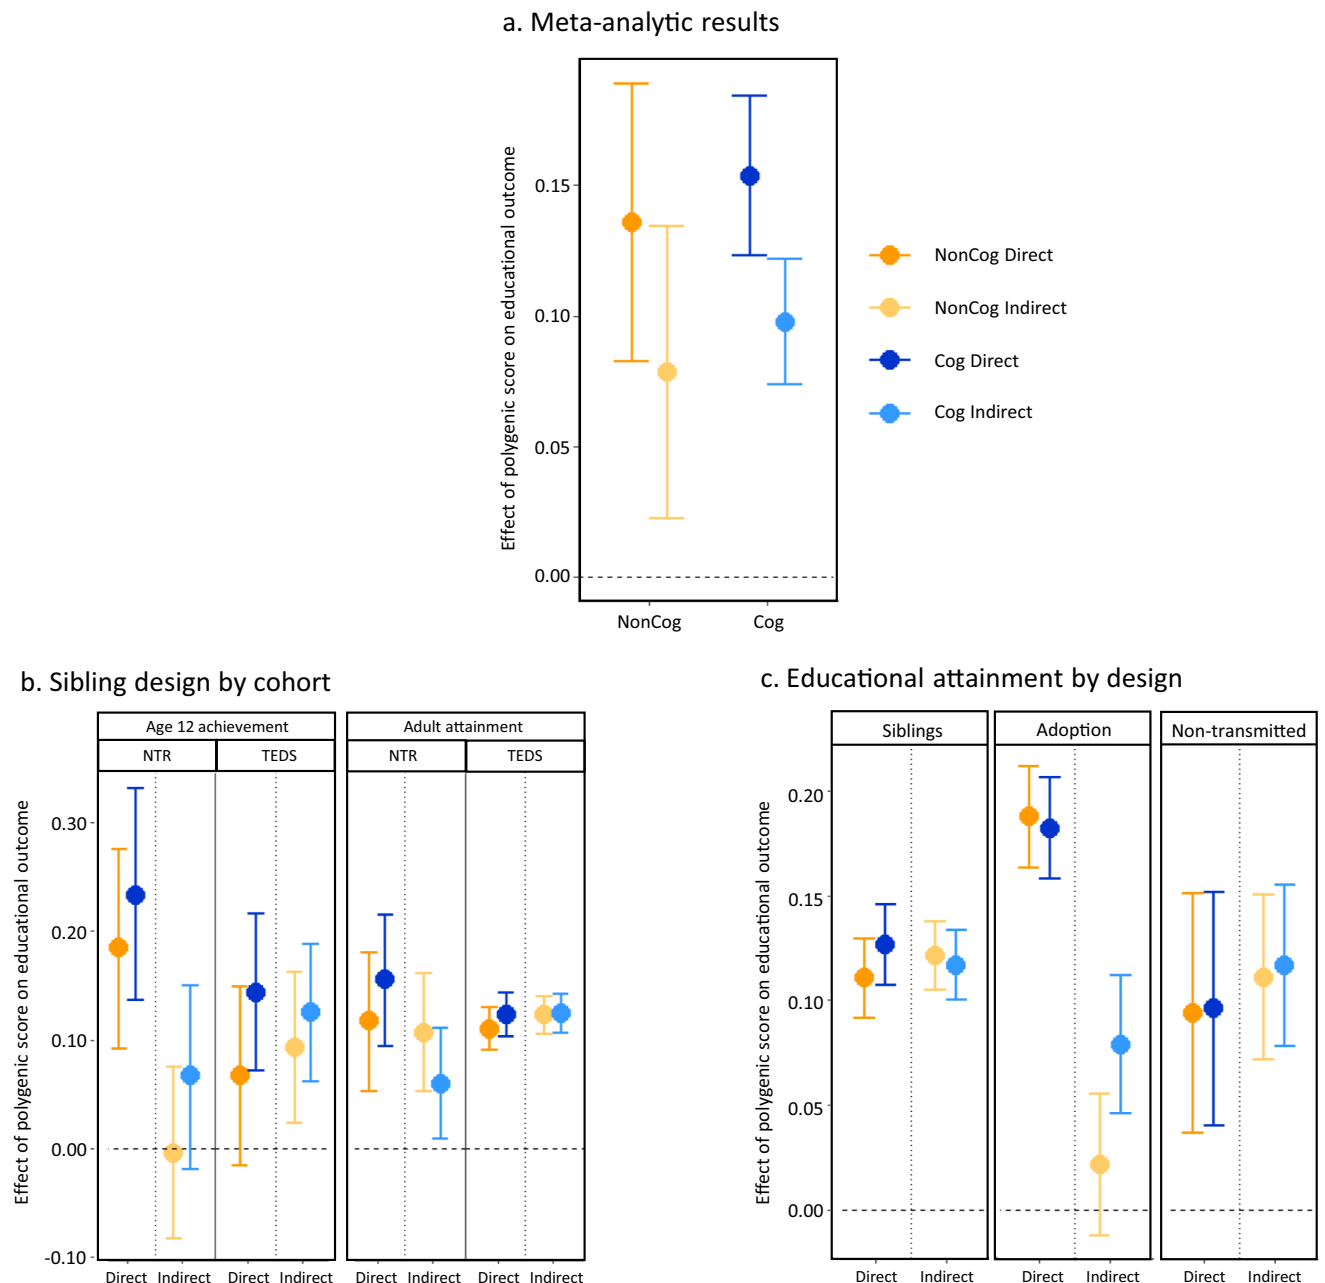 a. Meta-analytic results
Effect of polygenic score on educational outcome
0.15
0.10
0.05
0.00
NonCog Cog
NonCog Direct
NonCog Indirect
Cog Direct
Cog Indirect
b. Sibling design by cohort
Age 12 achievement Adult attainment
NTR TEDS NTR TEDS
Effect of polygenic score on educational outcome
0.30
0.20
0.10
0.00
-0.10
Direct Indirect Direct Indirect Direct Indirect Direct Indirect
c. Educational attainment by design
Siblings Adoption Non-transmitted
Effect of polygenic score on educational outcome
0.20
0.15
0.10
0.05
0.00
Direct Indirect Direct Indirect Direct Indirect